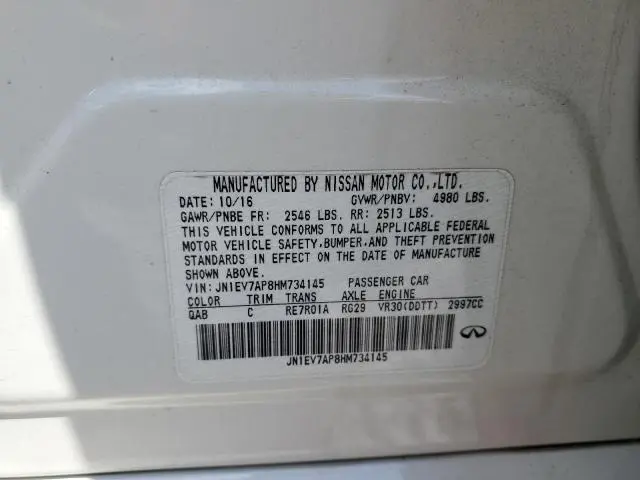 MANUFACTURED BY NISSAN MOTOR CO.,LTD.
DATE: 10/16 GVWR/PNBV: 4980 LBS.
GAWR/PNBE FR: 2546 LBS. RR: 2513 LBS.
THIS VEHICLE CONFORMS TO ALL APPLICABLE FEDERAL
MOTOR VEHICLE SAFETY,BUMPER,AND THEFT PREVENTION
STANDARDS IN EFFECT ON THE DATE OF MANUFACTURE
SHOWN ABOVE.
VIN:JN1EV7AP8HM734145 PASSENGER CAR
COLOR TRIM TRANS AXLE ENGINE
QAB C RE7R01A RG29 VR30(DDTT) 2997CC
JN1EV7AP8HM734145